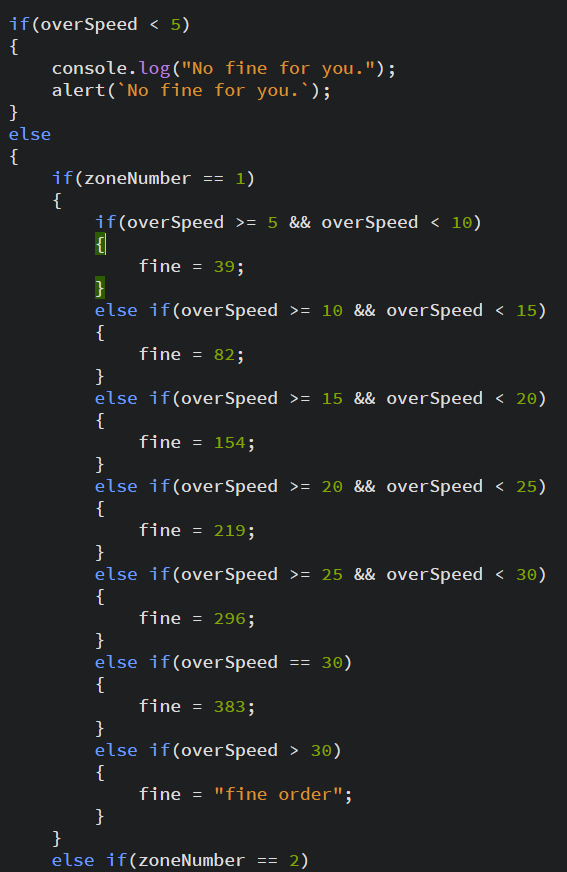 if(overSpeed < 5)
{
    console.log("No fine for you.");
    alert(`No fine for you.`);
}
else
{
    if(zoneNumber == 1)
    {
        if(overSpeed >= 5 && overSpeed < 10)
        {
            fine = 39;
        }
        else if(overSpeed >= 10 && overSpeed < 15)
        {
            fine = 82;
        }
        else if(overSpeed >= 15 && overSpeed < 20)
        {
            fine = 154;
        }
        else if(overSpeed >= 20 && overSpeed < 25)
        {
            fine = 219;
        }
        else if(overSpeed >= 25 && overSpeed < 30)
        {
            fine = 296;
        }
        else if(overSpeed == 30)
        {
            fine = 383;
        }
        else if(overSpeed > 30)
        {
            fine = "fine order";
        }
    }
    else if(zoneNumber == 2)